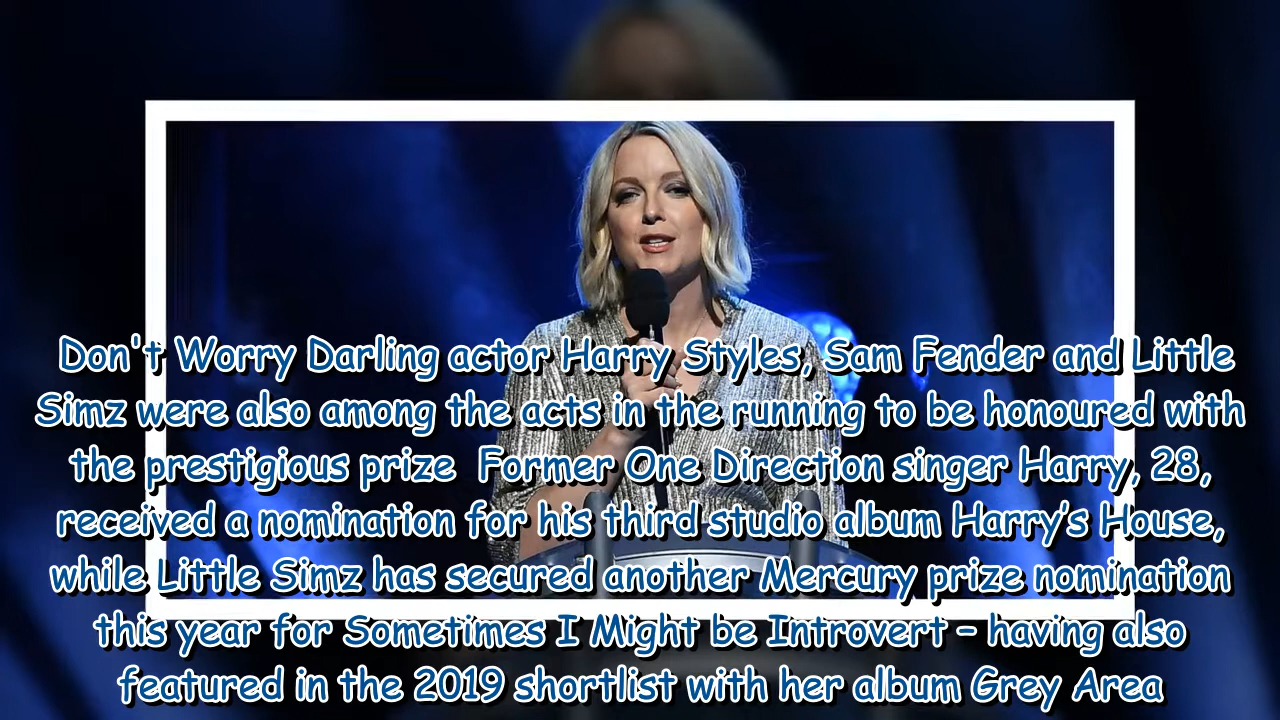 Don't Worry Darling actor Harry Styles, Sam Fender and Little
Simz were also among the acts in the running to be honoured with
the prestigious prize  Former One Direction singer Harry, 28,
received a nomination for his third studio album Harry’s House,
while Little Simz has secured another Mercury prize nomination
this year for Sometimes I Might be Introvert – having also
featured in the 2019 shortlist with her album Grey Area